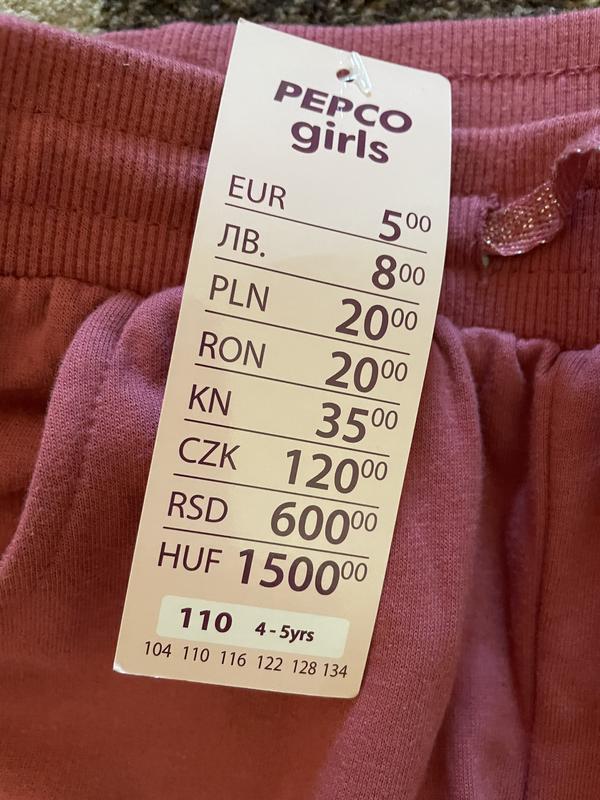 PEPCO
girls
EUR 5⁰⁰
ЛВ. 8⁰⁰
PLN 20⁰⁰
RON 20⁰⁰
KN 35⁰⁰
CZK 120⁰⁰
RSD 600⁰⁰
HUF 1500⁰⁰
110 4-5yrs
104 110 116 122 128 134